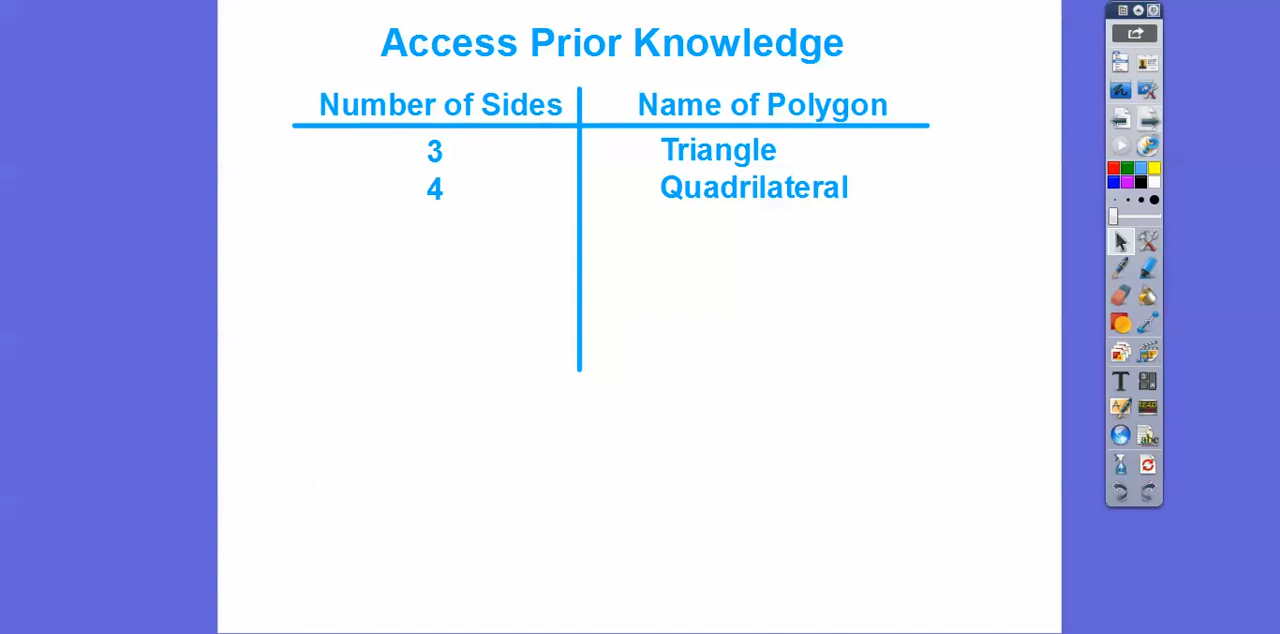 Access Prior Knowledge
Number of Sides Name of Polygon
3 Triangle
4 Quadrilateral